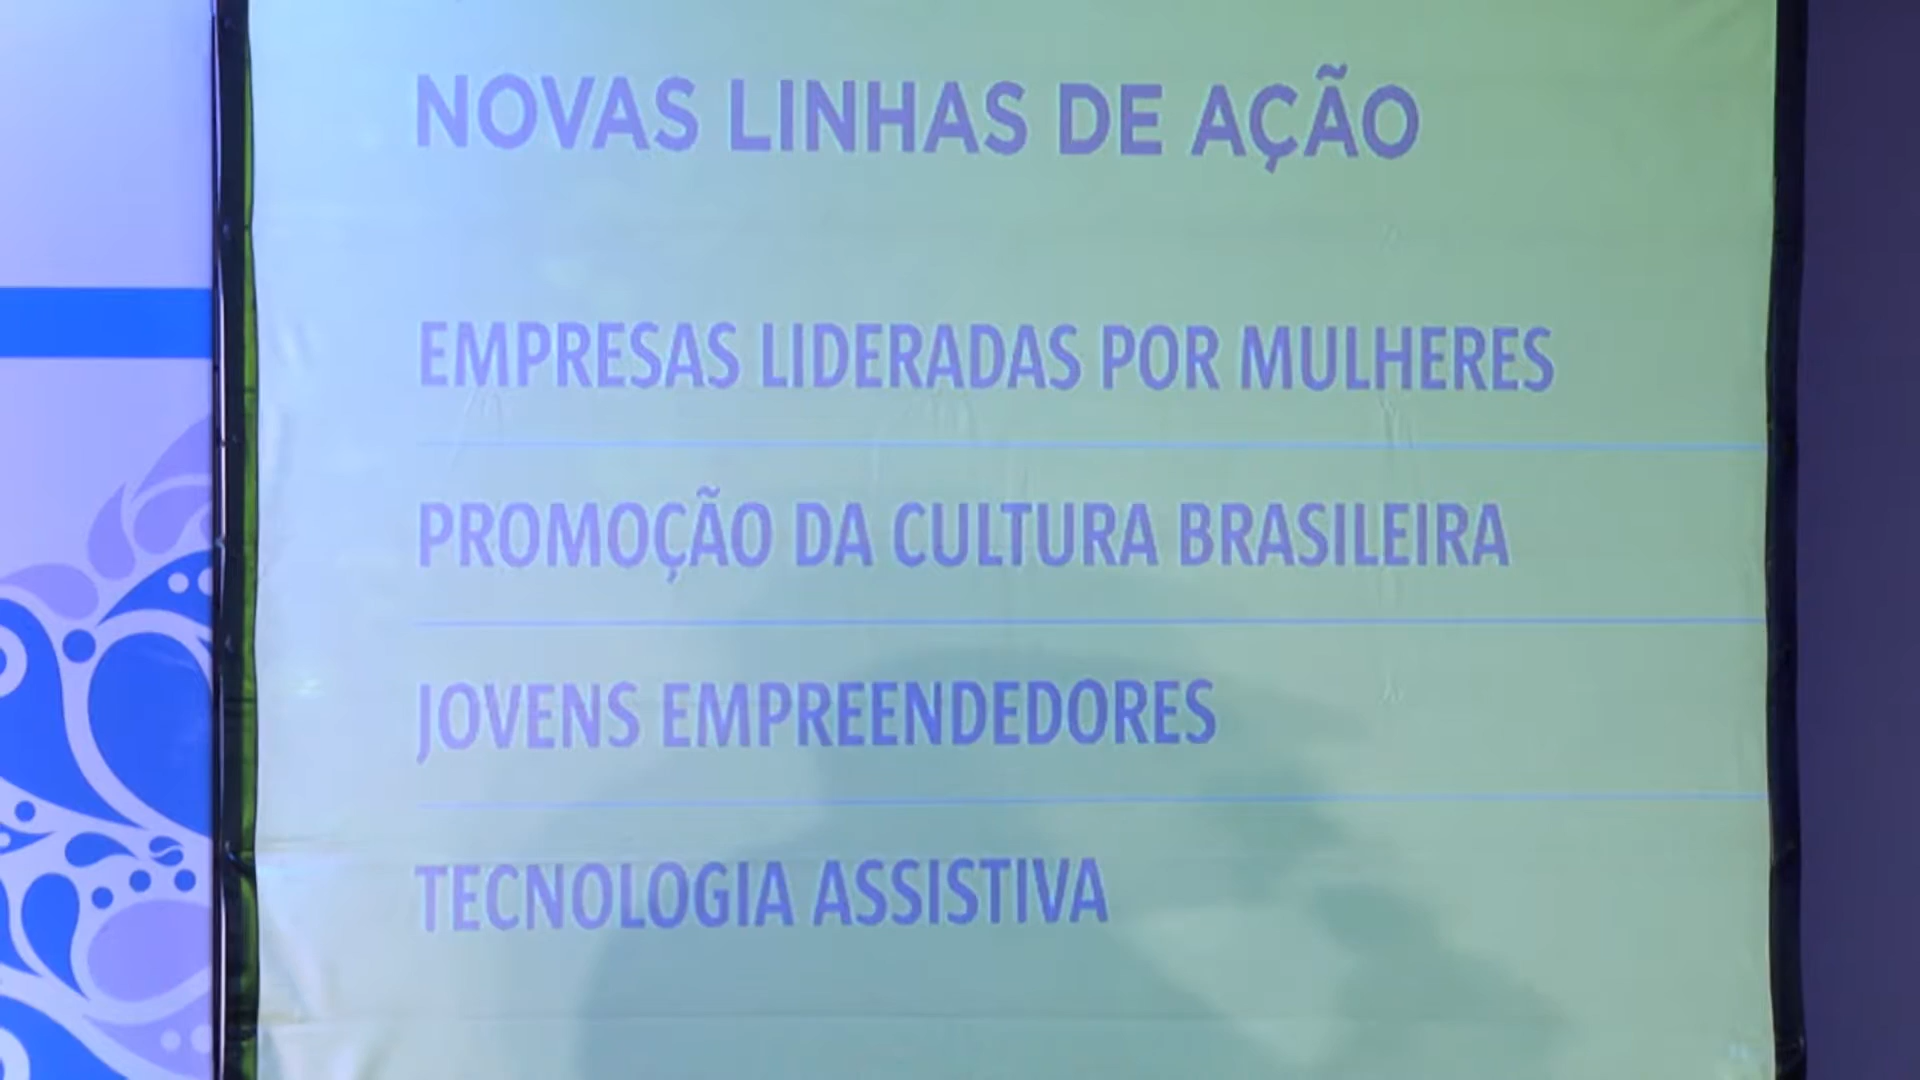 NOVAS LINHAS DE AÇÃO
EMPRESAS LIDERADAS POR MULHERES
PROMOÇÃO DA CULTURA BRASILEIRA
JOVENS EMPREENDEDORES
TECNOLOGIA ASSISTIVA